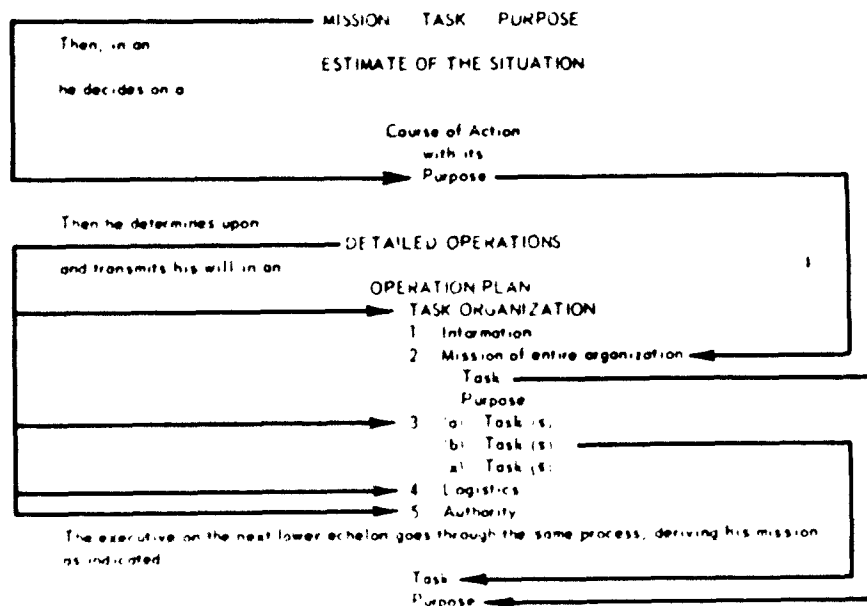 MISSION TASK PURPOSE
Then, in an
ESTIMATE OF THE SITUATION
he decides on a
Course of Action
with its
Purpose
Then he determines upon
DETAILED OPERATIONS
and transmits his will in an
OPERATION PLAN
TASK ORGANIZATION
1 Information
2 Mission of entire organization
Task
Purpose
3 (a) Task (s)
(b) Task (s)
(x) Task (s)
4 Logistics
5 Authority
The executive on the next lower echelon goes through the same process, deriving his mission
as indicated
Task
Purpose